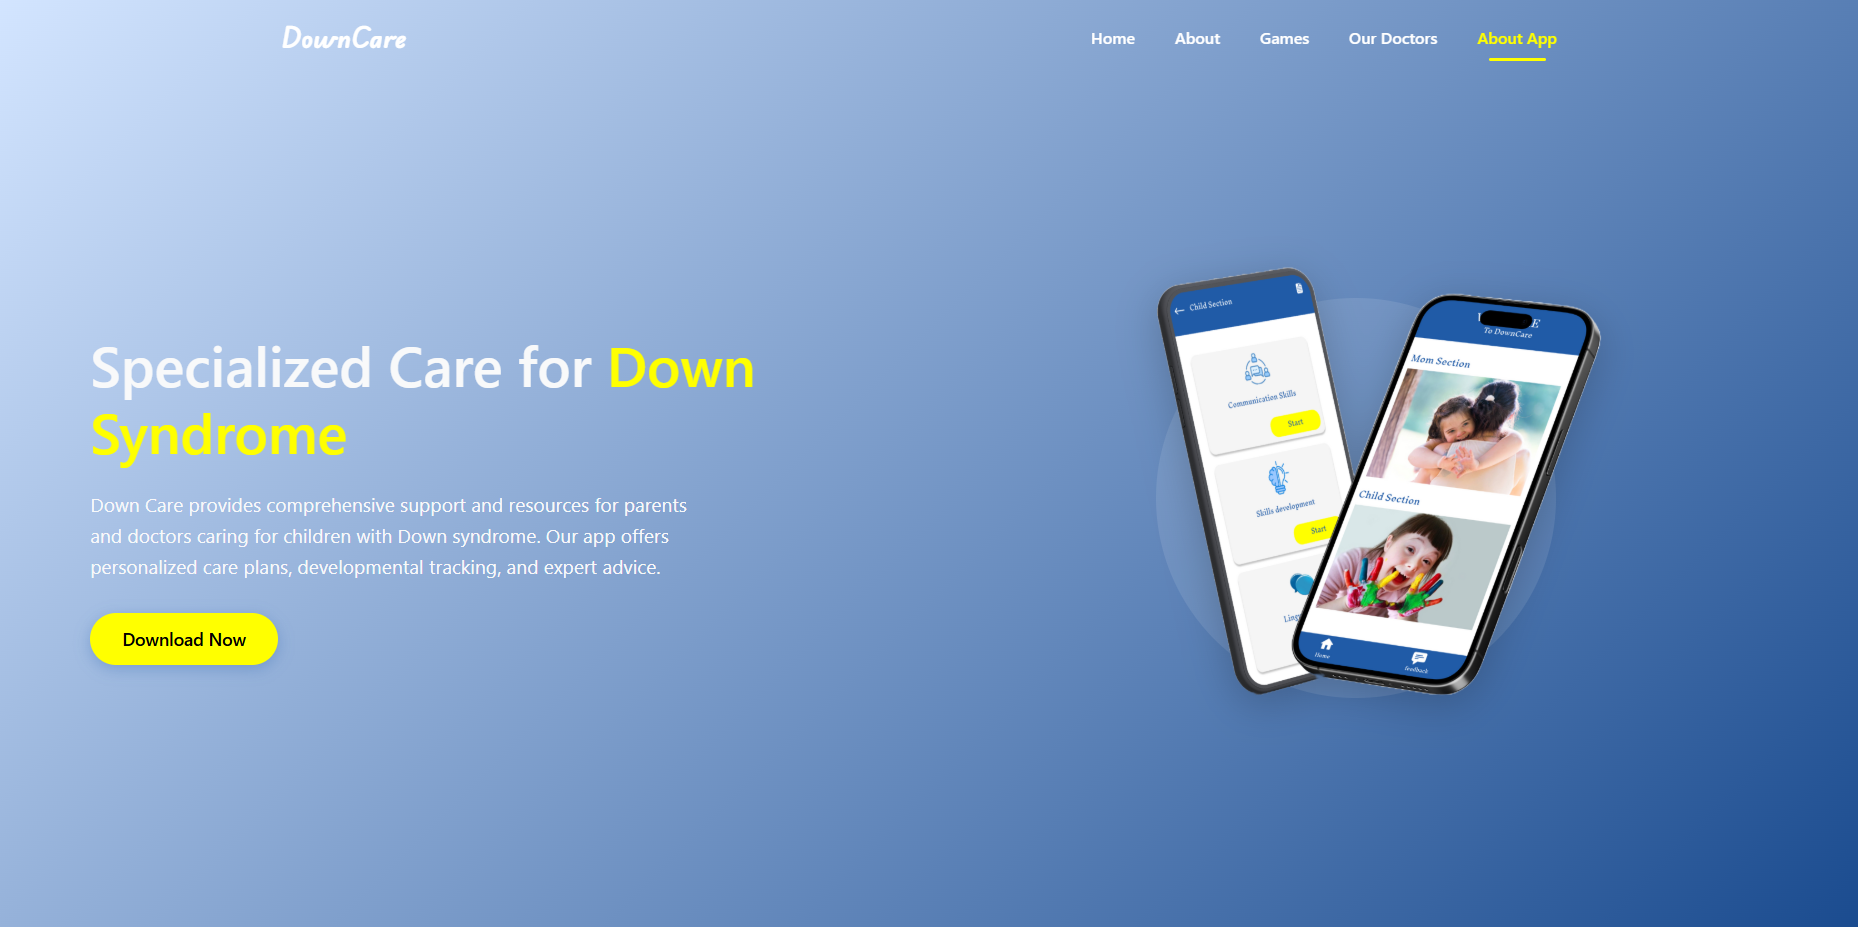 DownCare
Home About Games Our Doctors About App
Specialized Care for Down
Syndrome
Down Care provides comprehensive support and resources for parents
and doctors caring for children with Down syndrome. Our app offers
personalized care plans, developmental tracking, and expert advice.
Download Now
Child Section
Communication Skills
Start
Skills development
Start
To DownCare
Mom Section
Child Section
Home
Feedback